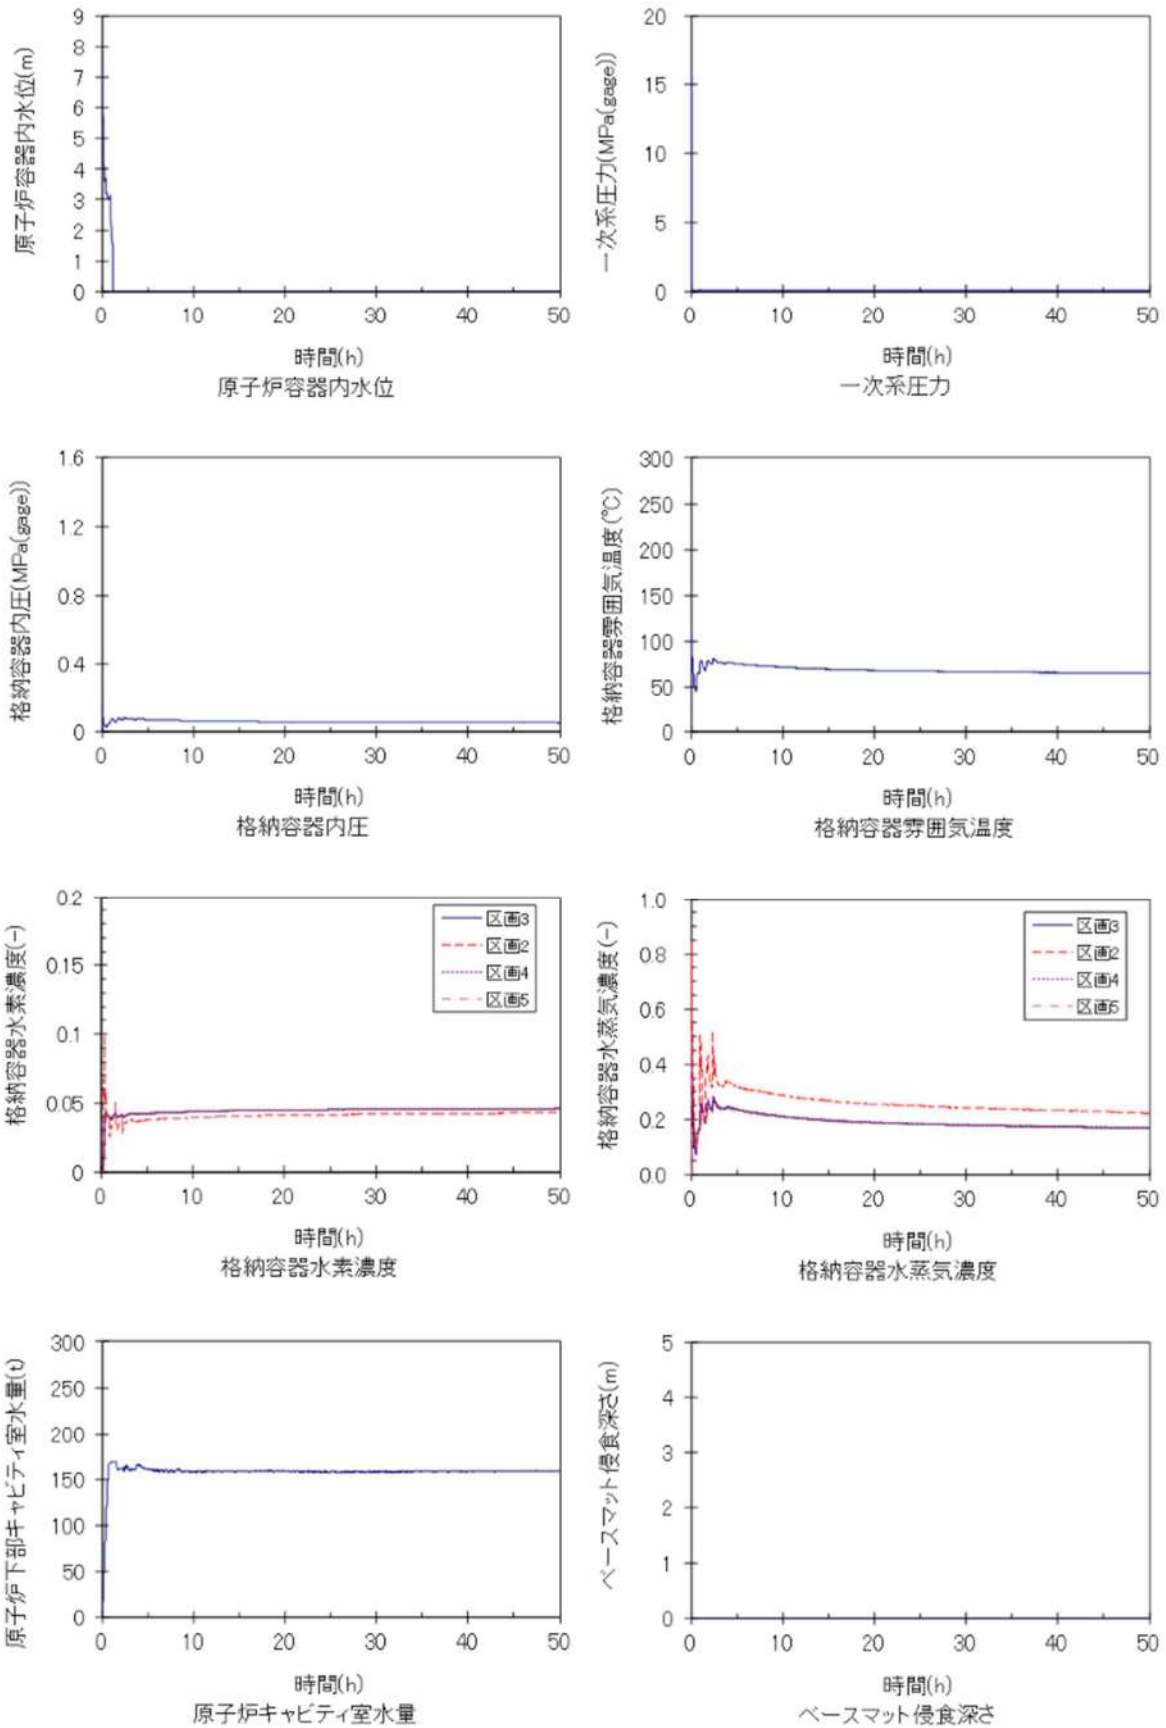 原子炉容器内水位(m)
9
8
7
6
5
4
3
2
1
0
0 10 20 30 40 50
時間(h)
原子炉容器内水位
一次系圧力(MPa(gage))
20
15
10
5
0
0 10 20 30 40 50
時間(h)
一次系圧力
格納容器内圧(MPa(gage))
1.6
1.2
0.8
0.4
0
0 10 20 30 40 50
時間(h)
格納容器内圧
格納容器雰囲気温度(℃)
300
250
200
150
100
50
0
0 10 20 30 40 50
時間(h)
格納容器雰囲気温度
格納容器水素濃度(-)
0.2
0.15
0.1
0.05
0
区画3
区画2
区画4
区画5
0 10 20 30 40 50
時間(h)
格納容器水素濃度
格納容器水蒸気濃度(-)
1.0
0.8
0.6
0.4
0.2
0.0
区画3
区画2
区画4
区画5
0 10 20 30 40 50
時間(h)
格納容器水蒸気濃度
原子炉下部キャビティ室水量(t)
300
250
200
150
100
50
0
0 10 20 30 40 50
時間(h)
原子炉キャビティ室水量
ベースマット侵食深さ(m)
5
4
3
2
1
0
0 10 20 30 40 50
時間(h)
ベースマット侵食深さ